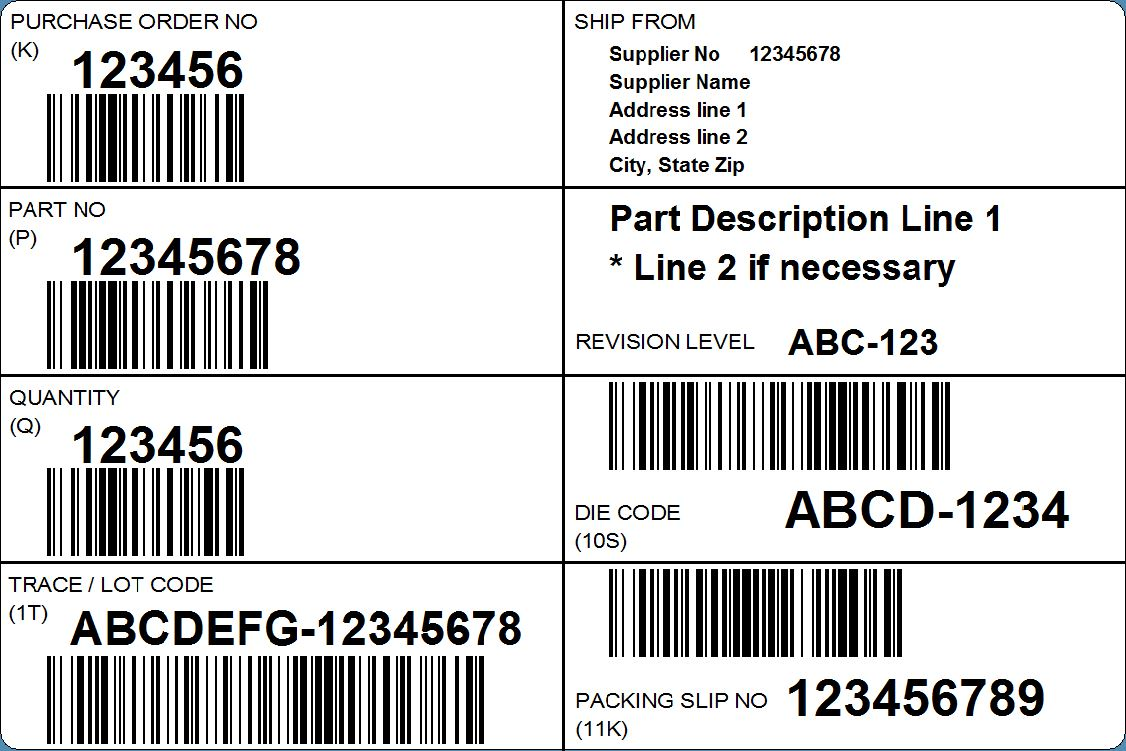 PURCHASE ORDER NO
(K)
123456
SHIP FROM
Supplier No 12345678
Supplier Name
Address line 1
Address line 2
City, State Zip
PART NO
(P)
12345678
Part Description Line 1
* Line 2 if necessary
REVISION LEVEL ABC-123
QUANTITY
(Q)
123456
DIE CODE
(10S)
ABCD-1234
TRACE / LOT CODE
(1T)
ABCDEFG-12345678
PACKING SLIP NO
(11K)
123456789